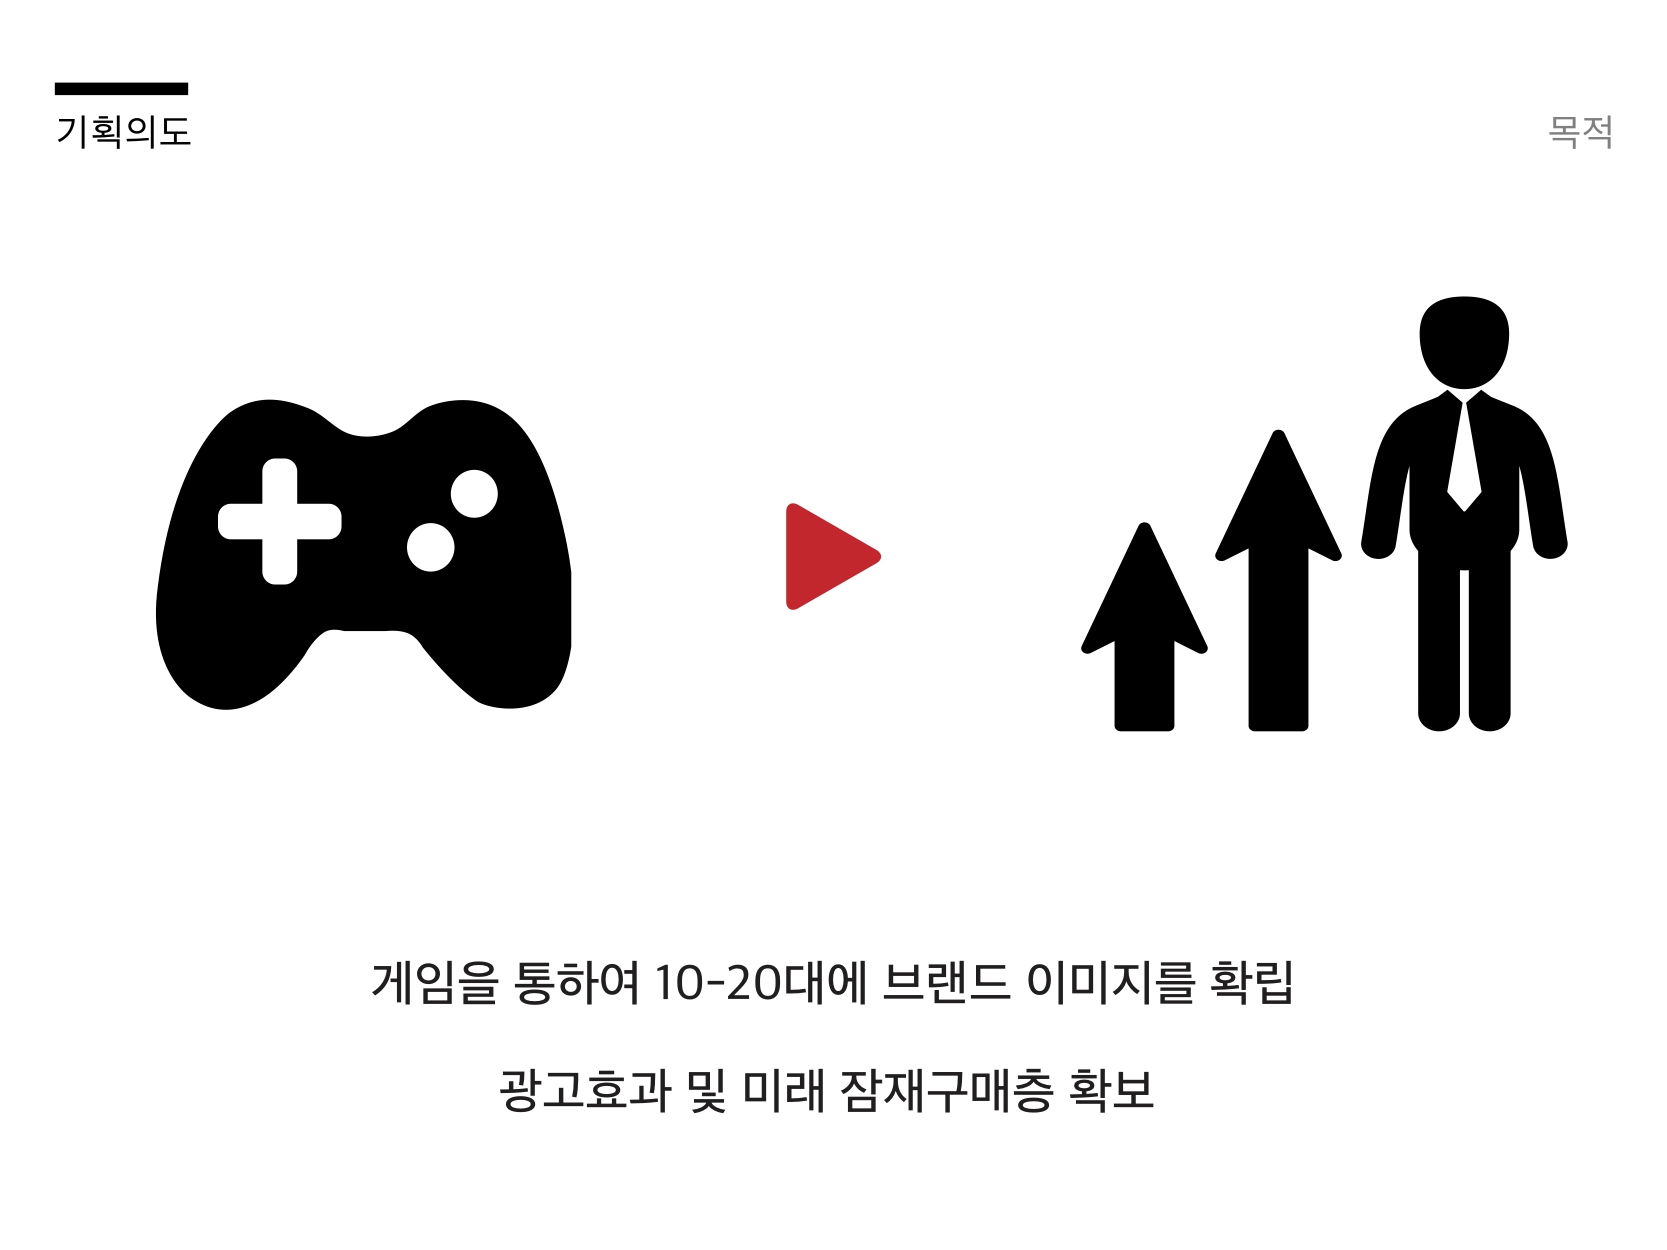 기획의도
목적
게임을 통하여 10-20대에 브랜드 이미지를 확립
광고효과 및 미래 잠재구매층 확보